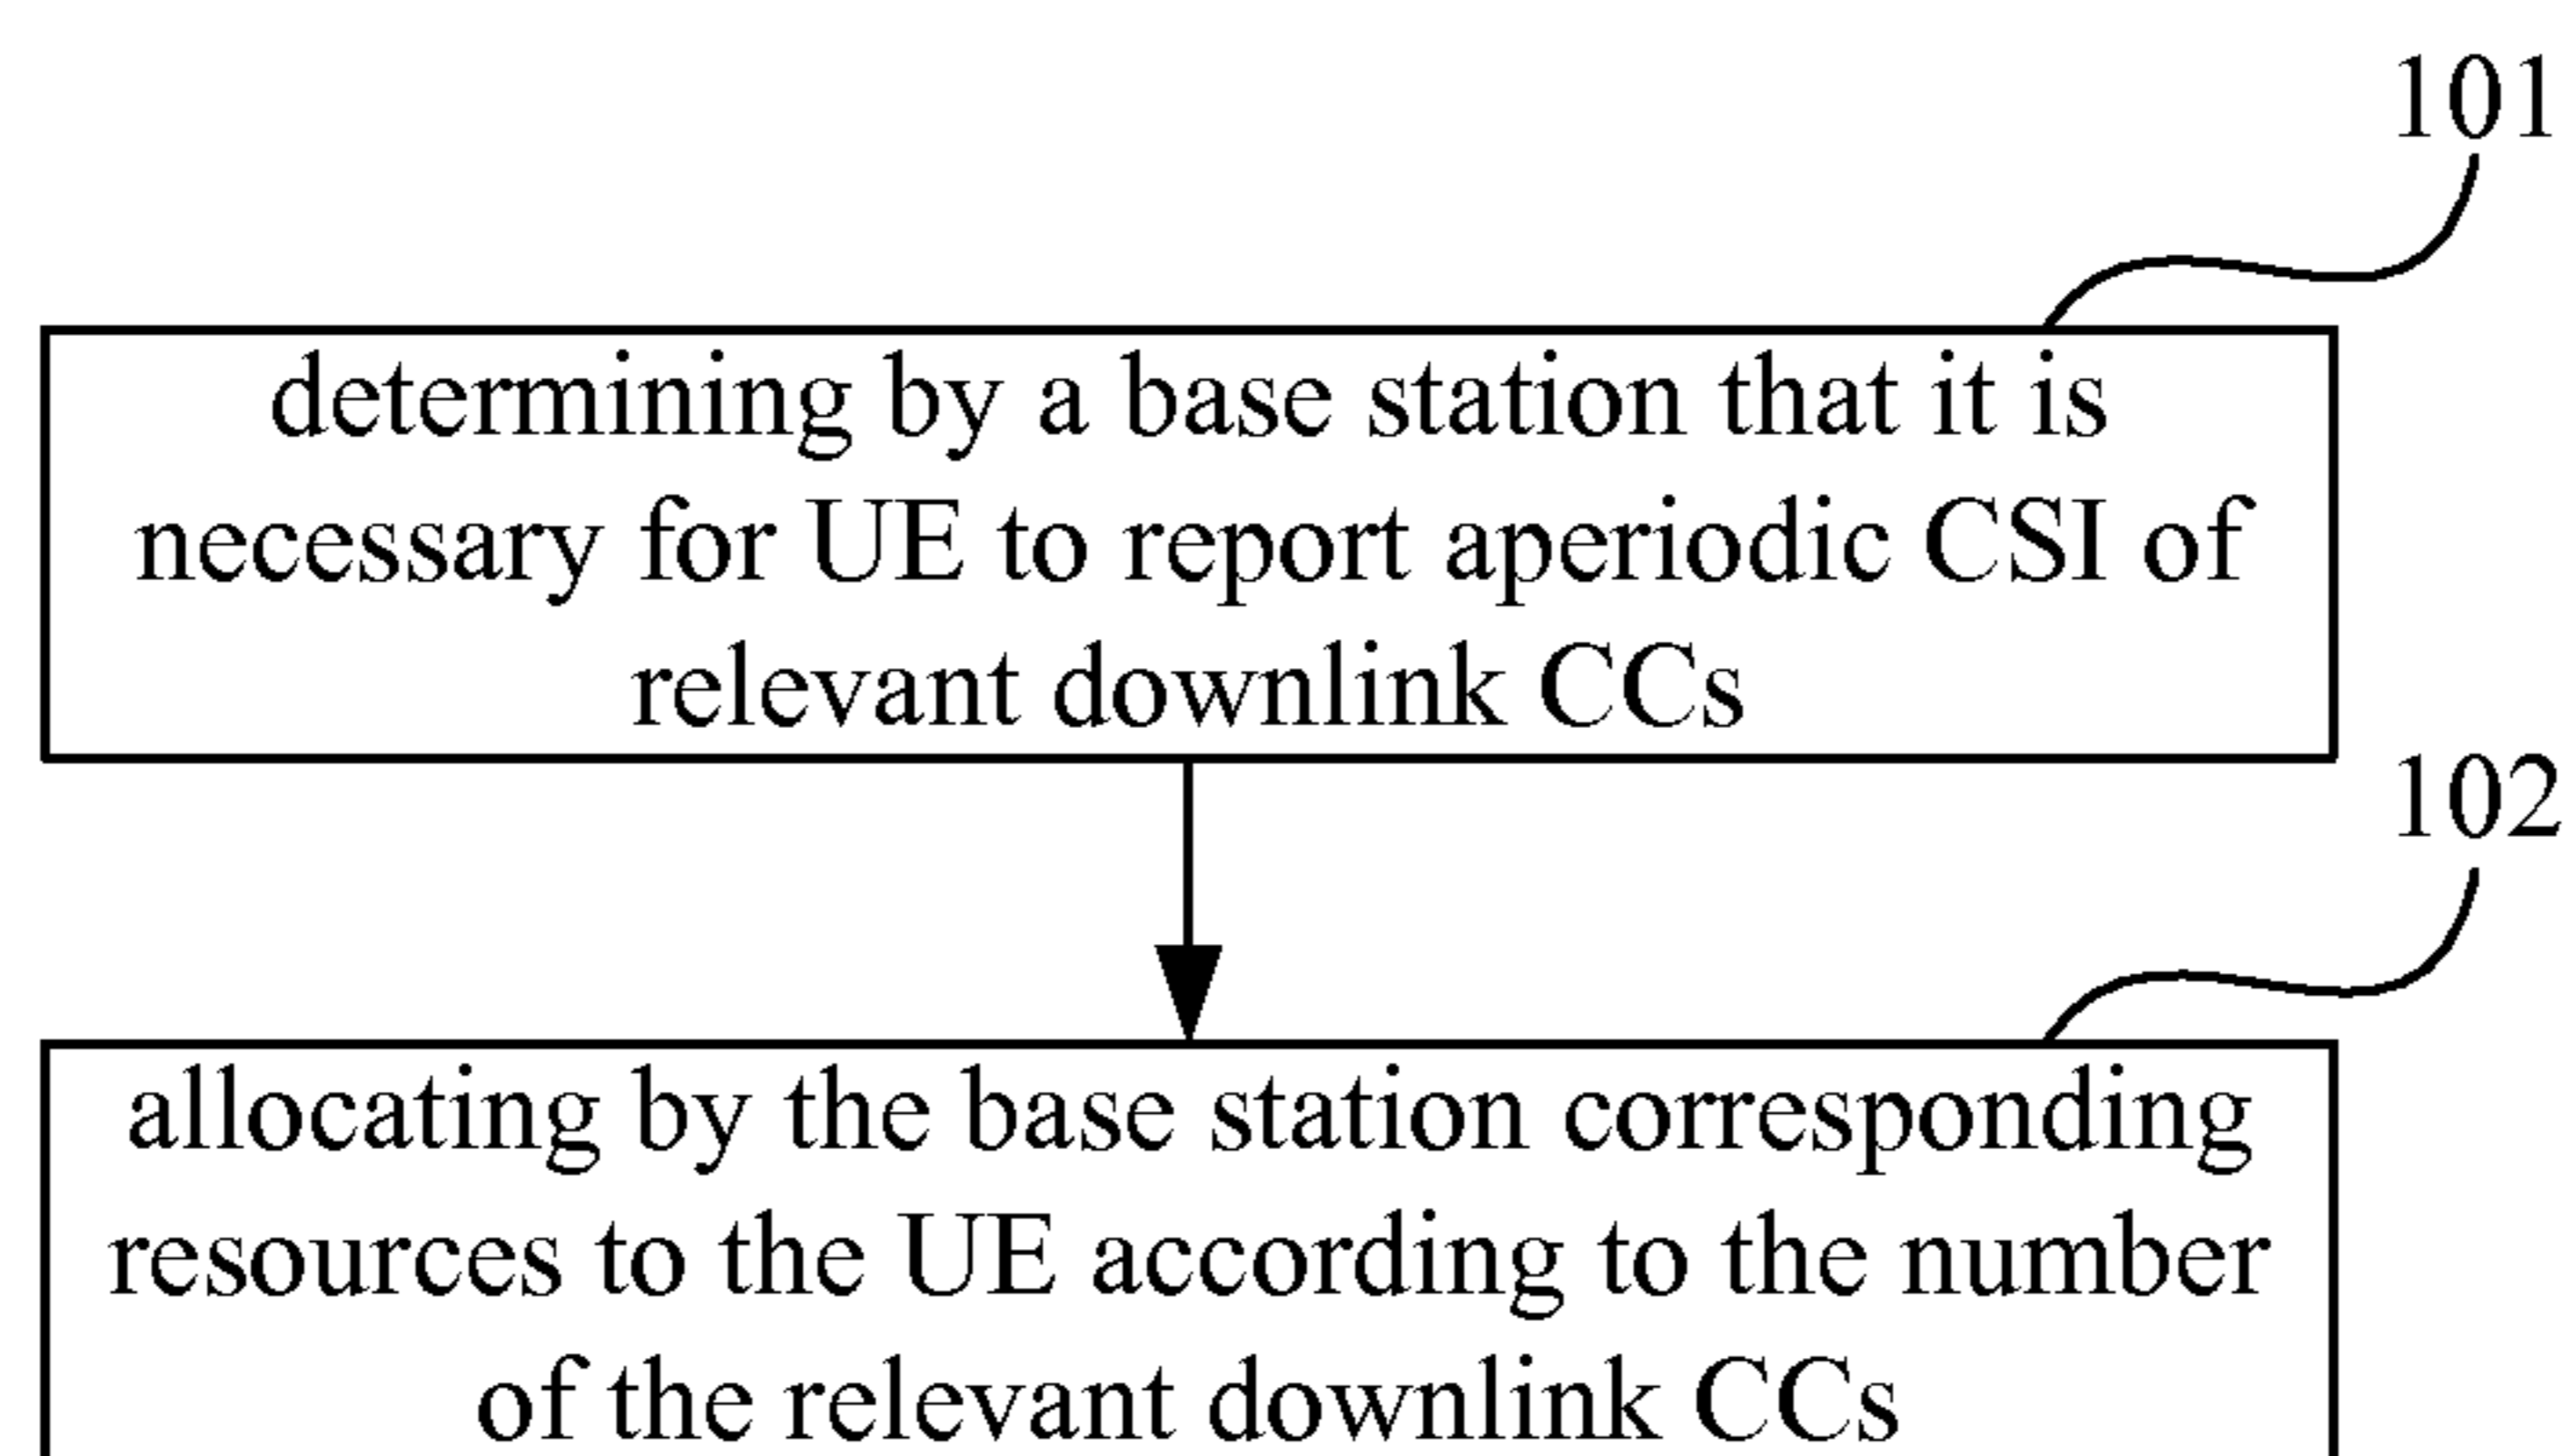 101
determining by a base station that it is
necessary for UE to report aperiodic CSI of
relevant downlink CCs
102
allocating by the base station corresponding
resources to the UE according to the number
of the relevant downlink CCs